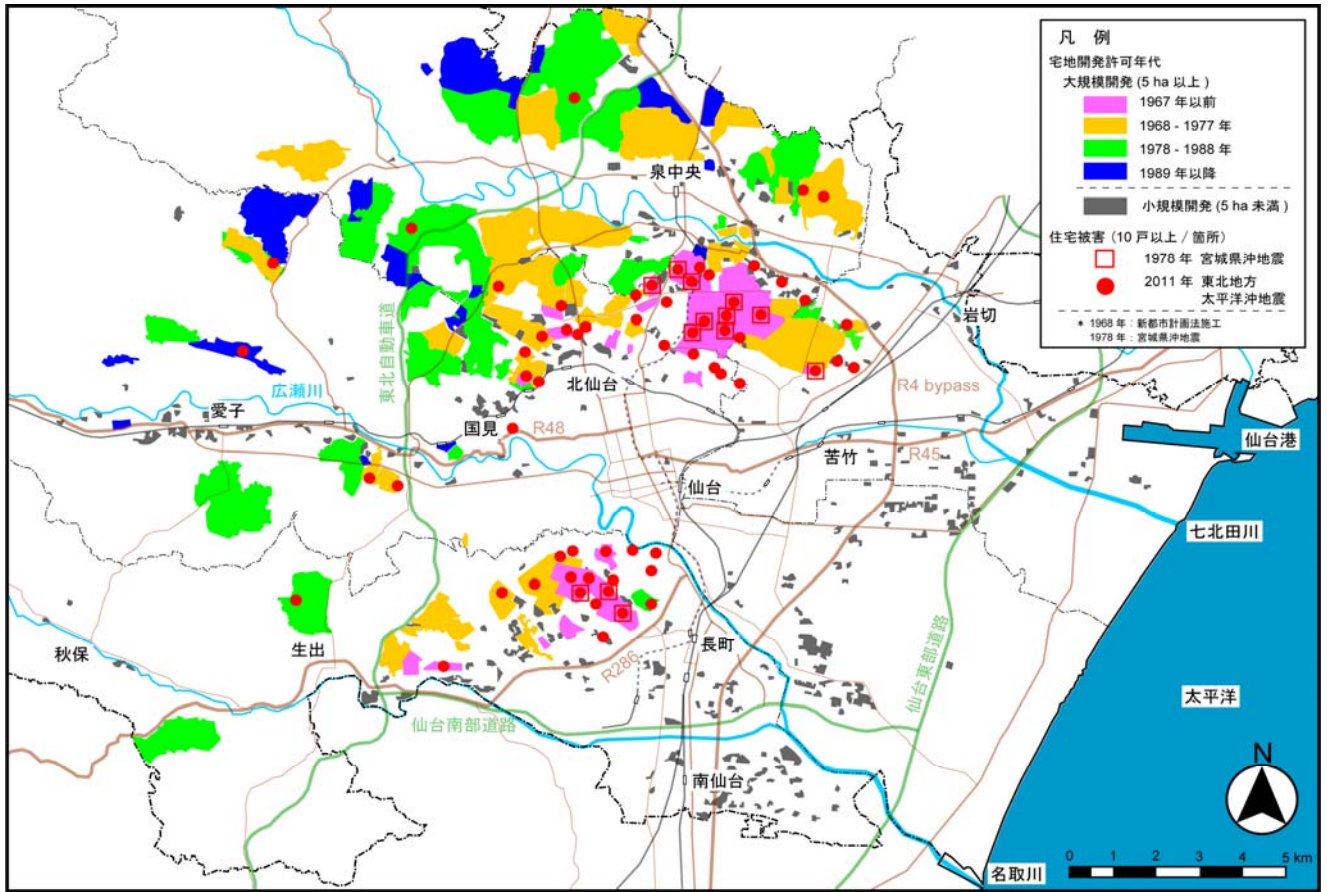 凡 例
宅地開発許可年代
大規模開発 (5 ha 以上)
1967 年以前
1968 - 1977 年
1978 - 1988 年
1989 年以降
小規模開発 (5 ha 未満)
住宅被害 (10 戸以上 / 箇所)
1978 年 宮城県沖地震
2011 年 東北地方
太平洋沖地震
* 1968 年 : 新都市計画法施工
1978 年 : 宮城県沖地震
泉中央
岩切
東北自動車道
R4 bypass
広瀬川
北仙台
愛子
国見
R48
苦竹
R45
仙台港
仙台
七北田川
秋保
生出
長町
R286
仙台東部道路
太平洋
仙台南部道路
南仙台
N
名取川
0 1 2 3 4 5 km